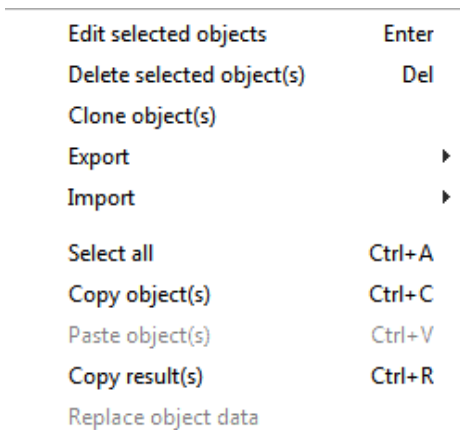 Edit selected objects Enter
Delete selected object(s) Del
Clone object(s)
Export
Import
Select all Ctrl+A
Copy object(s) Ctrl+C
Paste object(s) Ctrl+V
Copy result(s) Ctrl+R
Replace object data